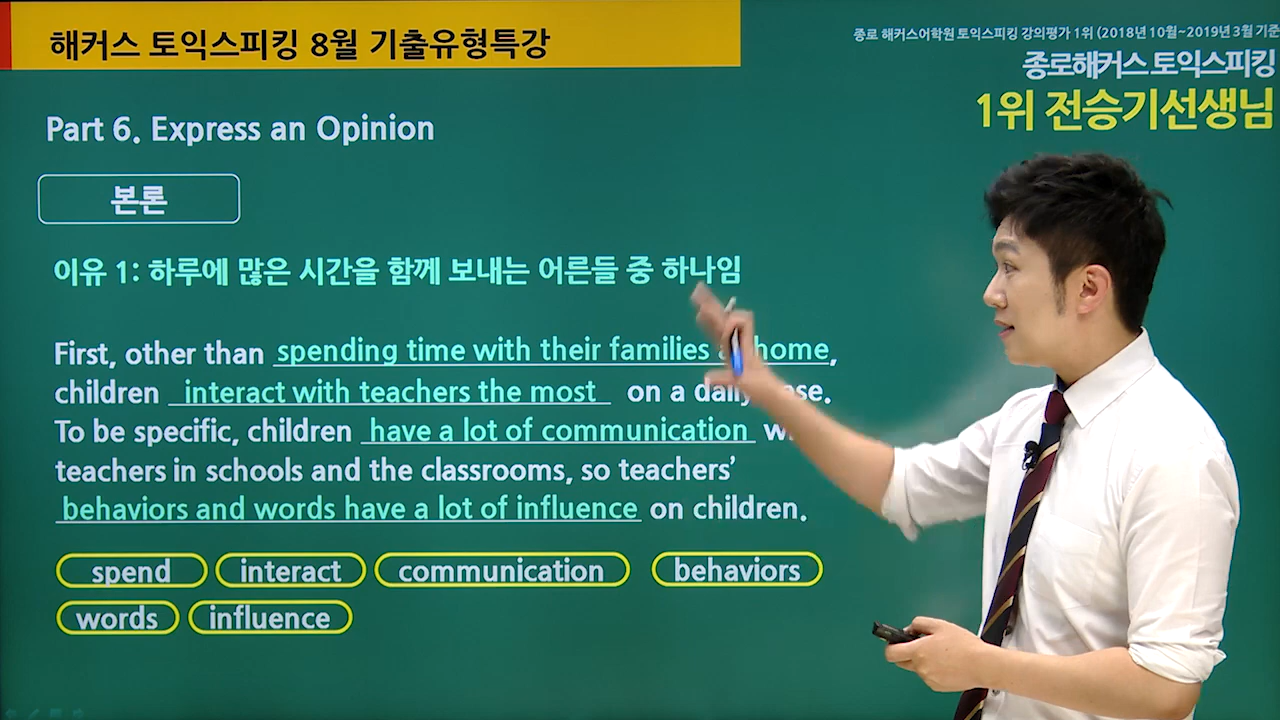 해커스 토익스피킹 8월 기출유형특강
종로 해커스어학원 토익스피킹 강의평가 1위 (2018년 10월~2019년 3월 기준
종로해커스 토익스피킹
1위 전승기선생님
Part 6. Express an Opinion
본론
이유 1: 하루에 많은 시간을 함께 보내는 어른들 중 하나임
First, other than spending time with their families home,
children interact with teachers the most on a daily
To be specific, children have a lot of communication
teachers in schools and the classrooms, so teachers'
behaviors and words have a lot of influence on children.
spend interact communication behaviors
words influence